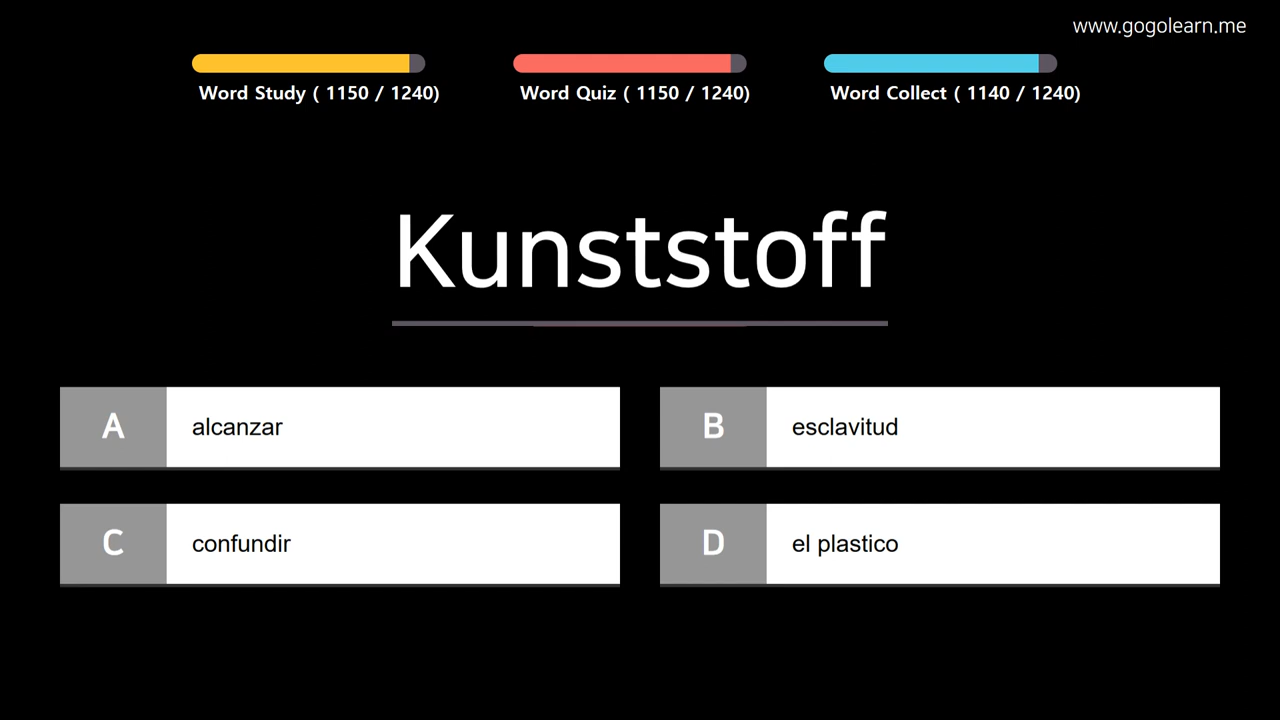 www.gogolearn.me
Word Study ( 1150 / 1240)
Word Quiz ( 1150 / 1240)
Word Collect ( 1140 / 1240)
Kunststoff
A alcanzar
B esclavitud
C confundir
D el plastico